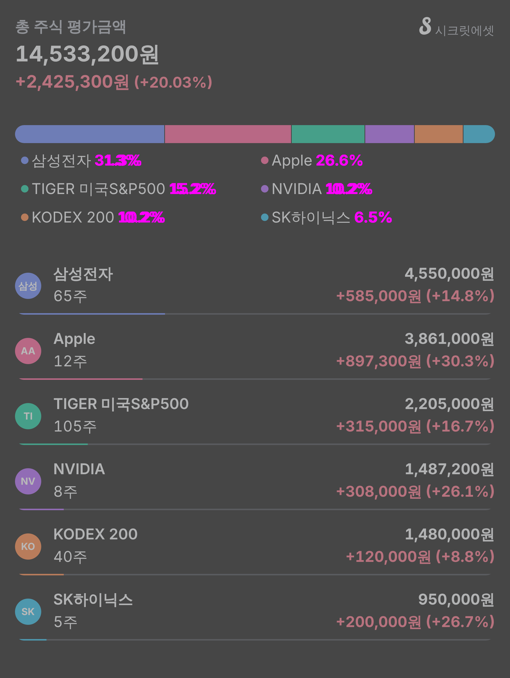 총 주식 평가금액
시크릿에셋
14,533,200원
+2,425,300원 (+20.03%)
삼성전자 31.3%
Apple 26.6%
TIGER 미국S&P500 15.2%
NVIDIA 10.2%
KODEX 200 10.2%
SK하이닉스 6.5%
삼성
삼성전자
4,550,000원
65주
+585,000원 (+14.8%)
AA
Apple
3,861,000원
12주
+897,300원 (+30.3%)
TI
TIGER 미국S&P500
2,205,000원
105주
+315,000원 (+16.7%)
NV
NVIDIA
1,487,200원
8주
+308,000원 (+26.1%)
KO
KODEX 200
1,480,000원
40주
+120,000원 (+8.8%)
SK
SK하이닉스
950,000원
5주
+200,000원 (+26.7%)